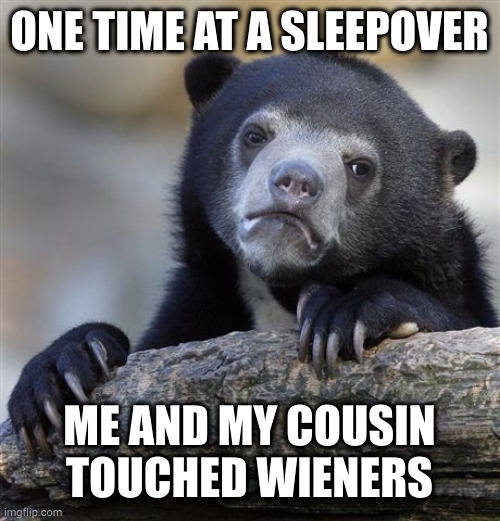 ONE TIME AT A SLEEPOVER
ME AND MY COUSIN
TOUCHED WIENERS
imgflip.com